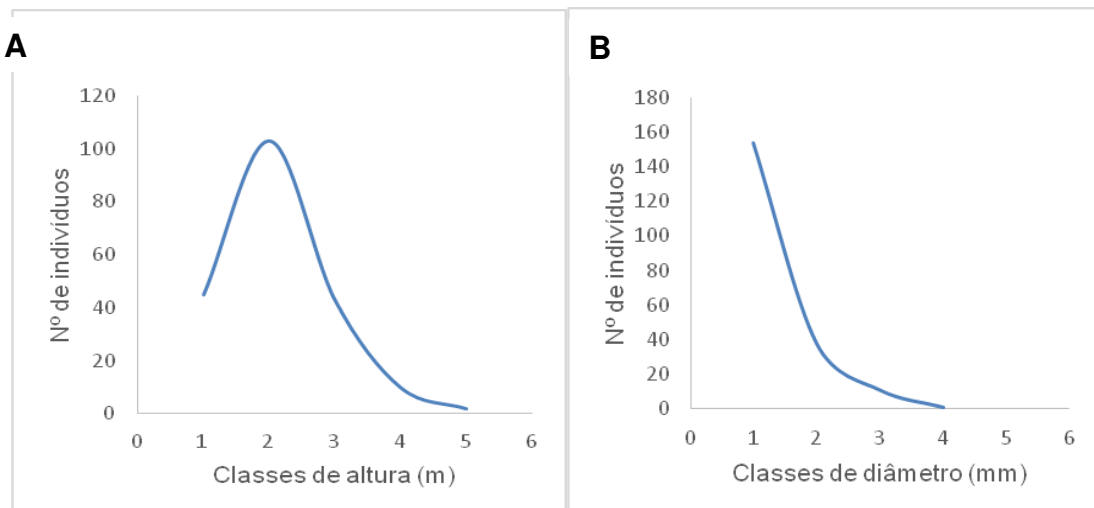 A
Nº de indivíduos
120
100
80
60
40
20
0
0 1 2 3 4 5 6
Classes de altura (m)
B
Nº de indivíduos
180
160
140
120
100
80
60
40
20
0
0 1 2 3 4 5 6
Classes de diâmetro (mm)